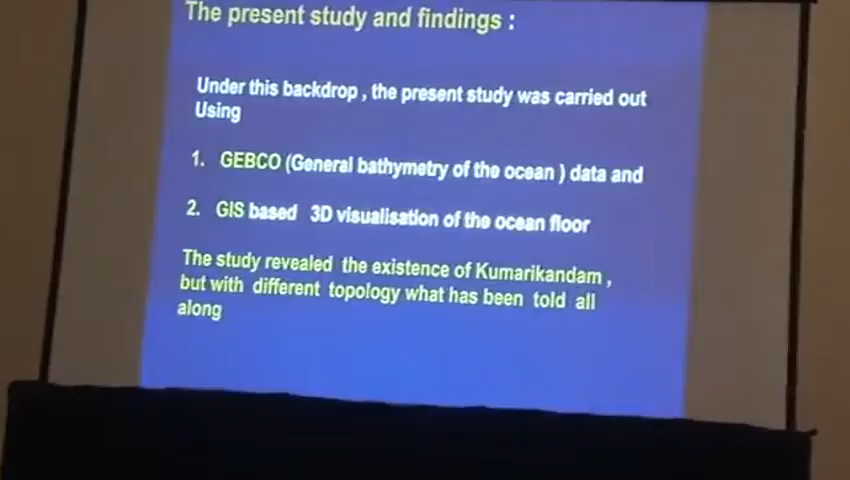 The present study and findings :
Under this backdrop , the present study was carried out
Using
1. GEBCO (General bathymetry of the ocean ) data and
2. GIS based 3D visualisation of the ocean floor
The study revealed the existence of Kumarikandam ,
but with different topology what has been told all
along